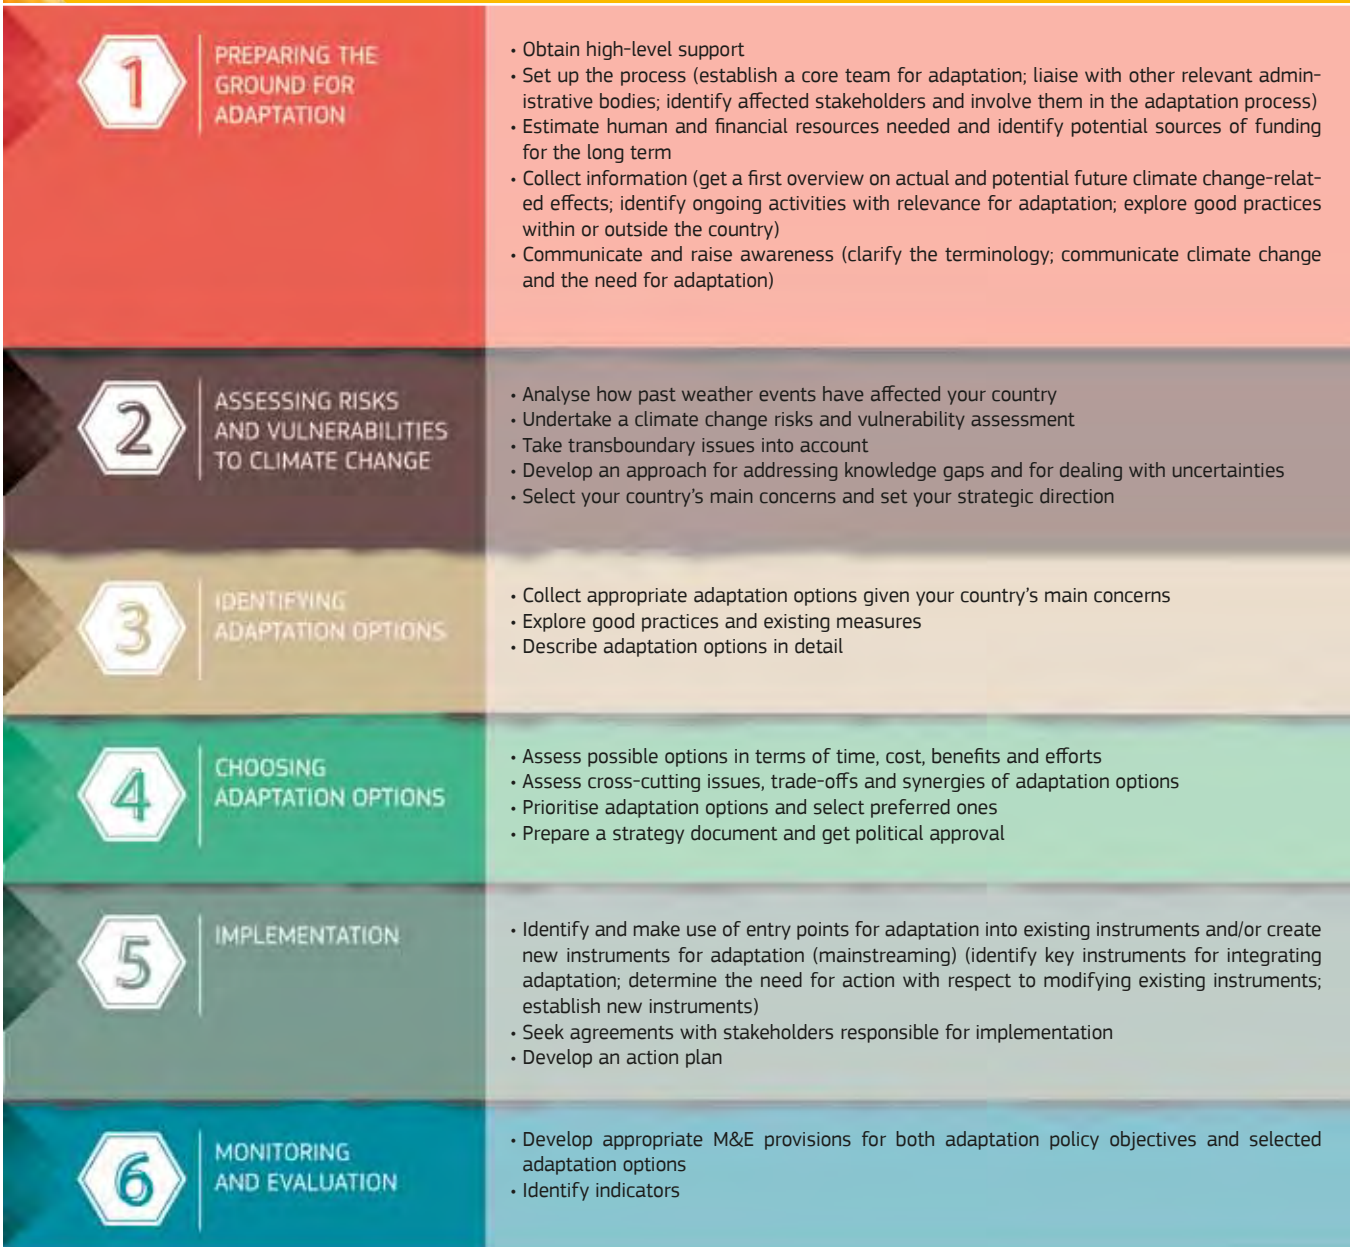 1
PREPARING THE
GROUND FOR
ADAPTATION
• Obtain high-level support
• Set up the process (establish a core team for adaptation; liaise with other relevant admin-
istrative bodies; identify affected stakeholders and involve them in the adaptation process)
• Estimate human and financial resources needed and identify potential sources of funding
for the long term
• Collect information (get a first overview on actual and potential future climate change-relat-
ed effects; identify ongoing activities with relevance for adaptation; explore good practices
within or outside the country)
• Communicate and raise awareness (clarify the terminology; communicate climate change
and the need for adaptation)
2
ASSESSING RISKS
AND VULNERABILITIES
TO CLIMATE CHANGE
• Analyse how past weather events have affected your country
• Undertake a climate change risks and vulnerability assessment
• Take transboundary issues into account
• Develop an approach for addressing knowledge gaps and for dealing with uncertainties
• Select your country's main concerns and set your strategic direction
3
IDENTIFYING
ADAPTATION OPTIONS
• Collect appropriate adaptation options given your country's main concerns
• Explore good practices and existing measures
• Describe adaptation options in detail
4
CHOOSING
ADAPTATION OPTIONS
• Assess possible options in terms of time, cost, benefits and efforts
• Assess cross-cutting issues, trade-offs and synergies of adaptation options
• Prioritise adaptation options and select preferred ones
• Prepare a strategy document and get political approval
5
IMPLEMENTATION
• Identify and make use of entry points for adaptation into existing instruments and/or create
new instruments for adaptation (mainstreaming) (identify key instruments for integrating
adaptation; determine the need for action with respect to modifying existing instruments;
establish new instruments)
• Seek agreements with stakeholders responsible for implementation
• Develop an action plan
6
MONITORING
AND EVALUATION
• Develop appropriate M&E provisions for both adaptation policy objectives and selected
adaptation options
• Identify indicators